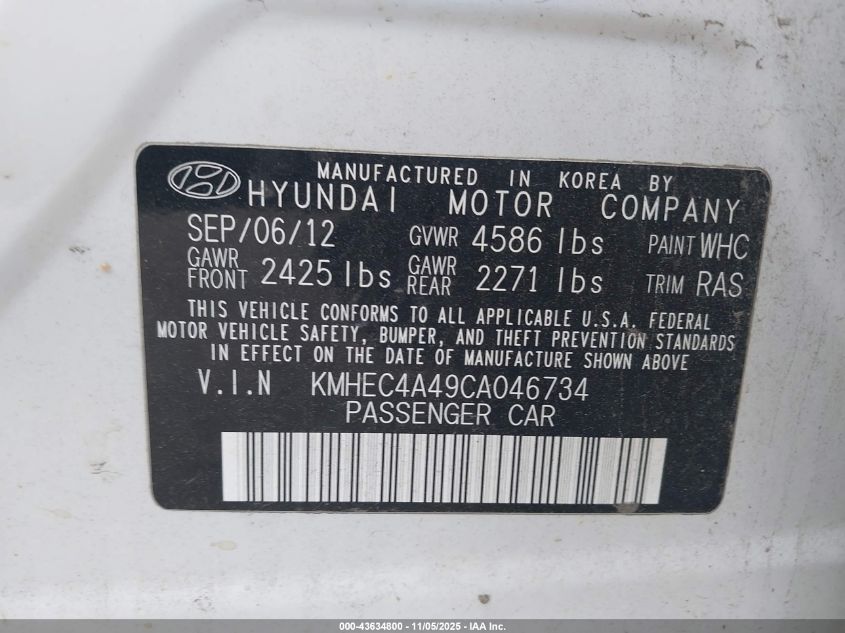 MANUFACTURED IN KOREA BY
HYUNDAI MOTOR COMPANY
SEP/06/12 GVWR 4586 lbs PAINT WHC
GAWR FRONT 2425 lbs GAWR REAR 2271 lbs TRIM RAS
THIS VEHICLE CONFORMS TO ALL APPLICABLE U.S.A. FEDERAL
MOTOR VEHICLE SAFETY, BUMPER, AND THEFT PREVENTION STANDARDS
IN EFFECT ON THE DATE OF MANUFACTURE SHOWN ABOVE
V.I.N KMHEC4A49CA046734
PASSENGER CAR
000-43634800 - 11/05/2025 - IAA Inc.